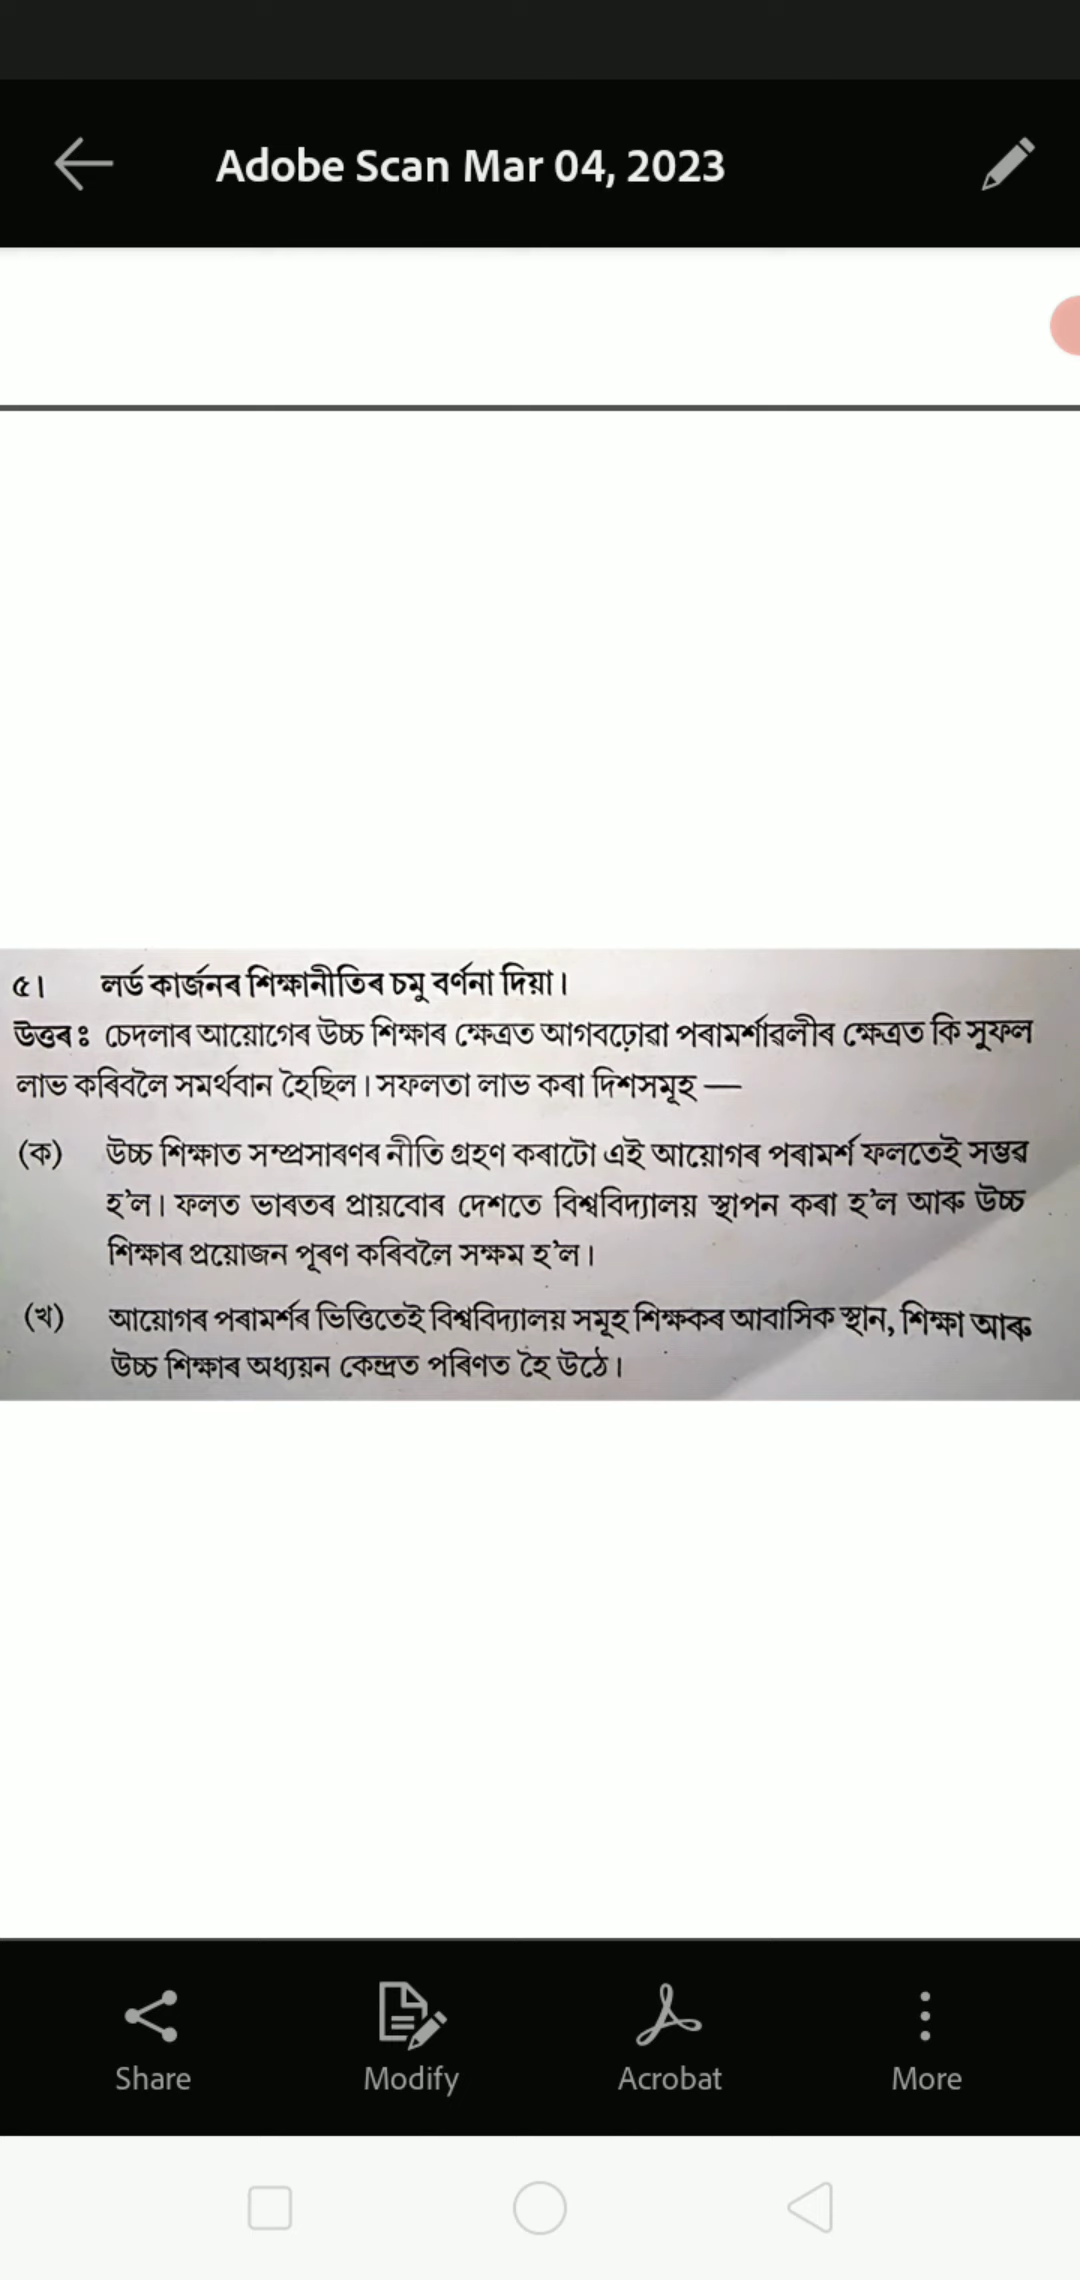 Adobe Scan Mar 04, 2023
৫। লৰ্ড কাৰ্জনৰ শিক্ষানীতিৰ চমু বৰ্ণনা দিয়া।
উত্তৰঃ চেদলাৰ আয়োগেৰ উচ্চ শিক্ষাৰ ক্ষেত্ৰত আগবঢ়োৱা পৰামৰ্শাৱলীৰ ক্ষেত্ৰত কি সুফল
লাভ কৰিবলৈ সমৰ্থবান হৈছিল। সফলতা লাভ কৰা দিশসমূহ —
(ক) উচ্চ শিক্ষাত সম্প্ৰসাৰণৰ নীতি গ্ৰহণ কৰাটো এই আয়োগৰ পৰামৰ্শ ফলতেই সম্ভৱ
হ’ল। ফলত ভাৰতৰ প্ৰায়বোৰ দেশতে বিশ্ববিদ্যালয় স্থাপন কৰা হ’ল আৰু উচ্চ
শিক্ষাৰ প্ৰয়োজন পূৰণ কৰিবলৈ সক্ষম হ’ল।
(খ) আয়োগৰ পৰামৰ্শৰ ভিত্তিতেই বিশ্ববিদ্যালয় সমূহ শিক্ষকৰ আবাসিক স্থান, শিক্ষা আৰু
উচ্চ শিক্ষাৰ অধ্যয়ন কেন্দ্ৰত পৰিণত হৈ উঠে।
Share Modify Acrobat More